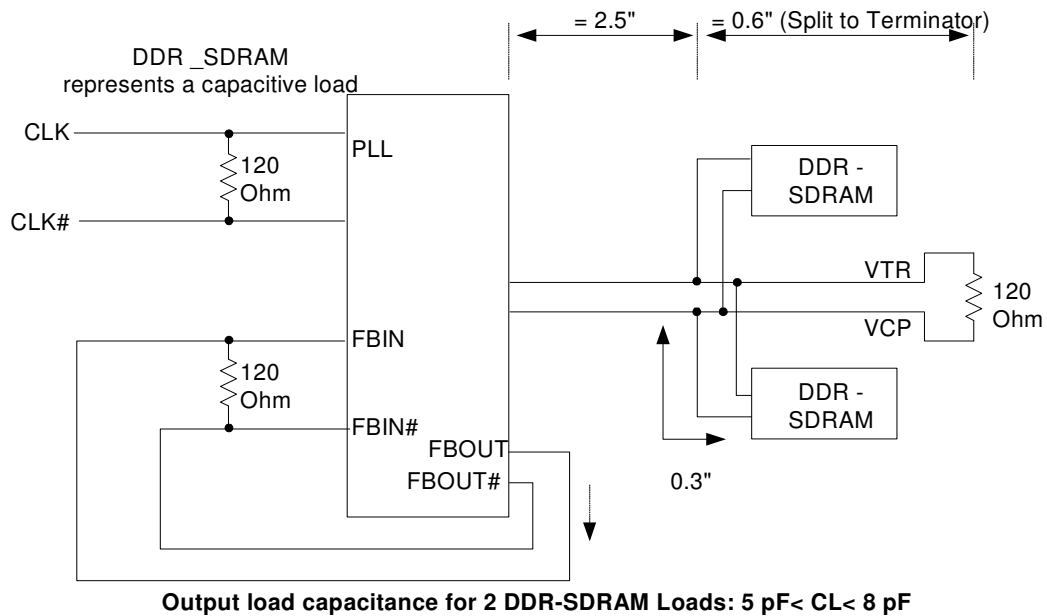 = 2.5"
= 0.6" (Split to Terminator)
DDR _SDRAM
represents a capacitive load
CLK
PLL
120
Ohm
CLK#
DDR -
SDRAM
VTR
120
Ohm
VCP
FBIN
120
Ohm
FBIN#
DDR -
SDRAM
FBOUT
FBOUT#
0.3"
Output load capacitance for 2 DDR-SDRAM Loads: 5 pF< CL< 8 pF